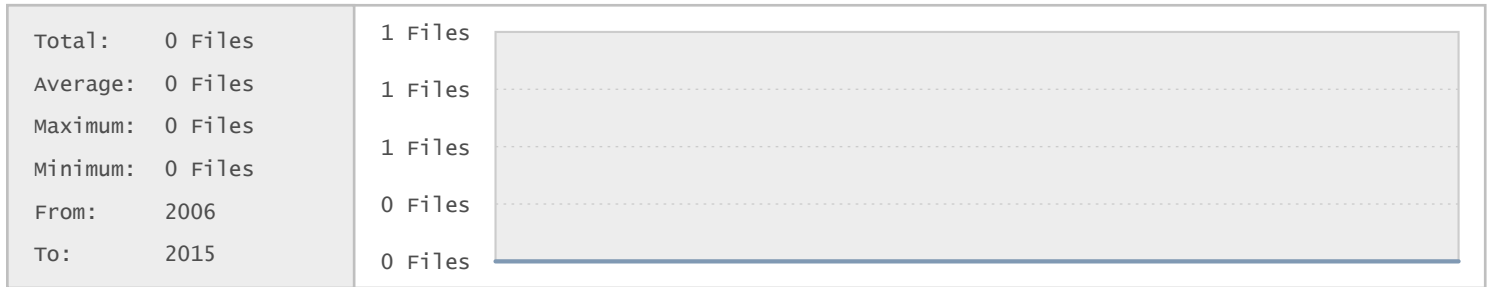 Total: 0 Files
Average: 0 Files
Maximum: 0 Files
Minimum: 0 Files
From: 2006
To: 2015
1 Files
1 Files
1 Files
0 Files
0 Files